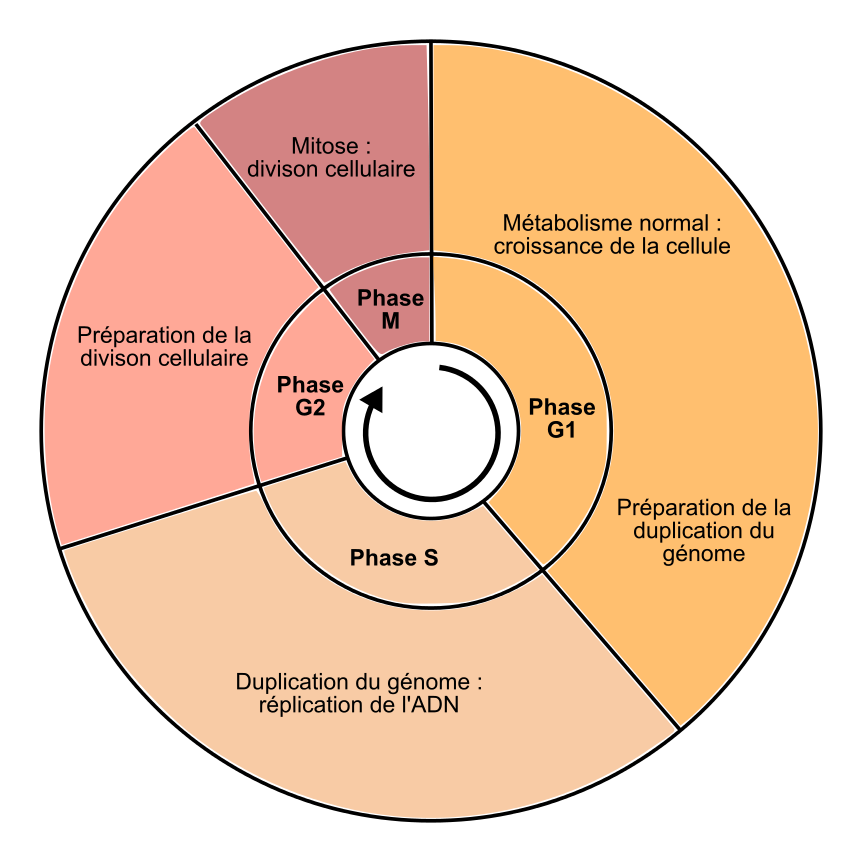 Mitose :
divison cellulaire
Métabolisme normal :
croissance de la cellule
Phase
M
Préparation de la
divison cellulaire
Phase
G2
Phase
G1
Préparation de la
duplication du
génome
Phase S
Duplication du génome :
réplication de l'ADN